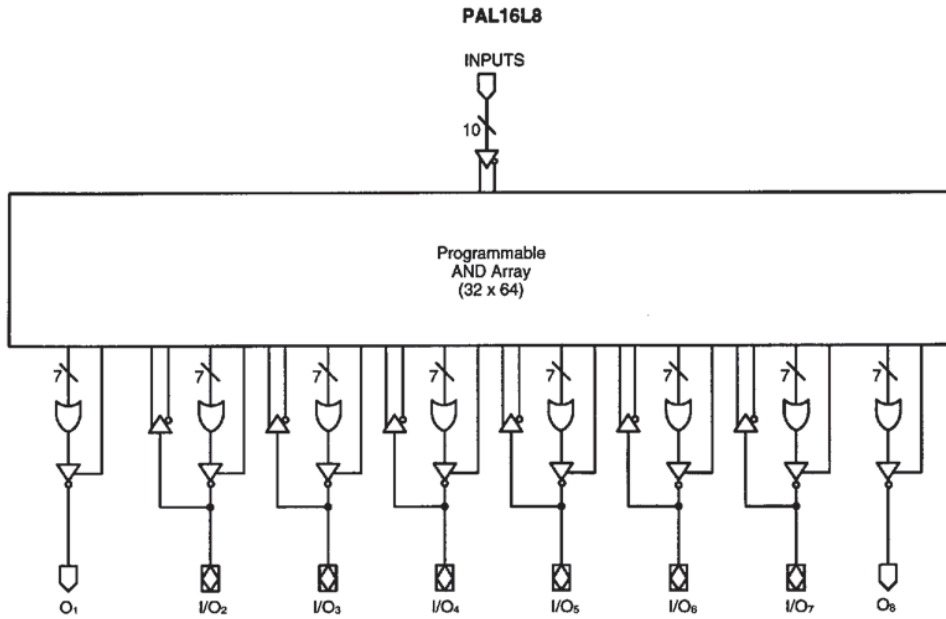 PAL16L8
INPUTS
10
Programmable
AND Array
(32 x 64)
7 7 7 7 7 7 7 7
O₁ I/O₂ I/O₃ I/O₄ I/O₅ I/O₆ I/O₇ O₈